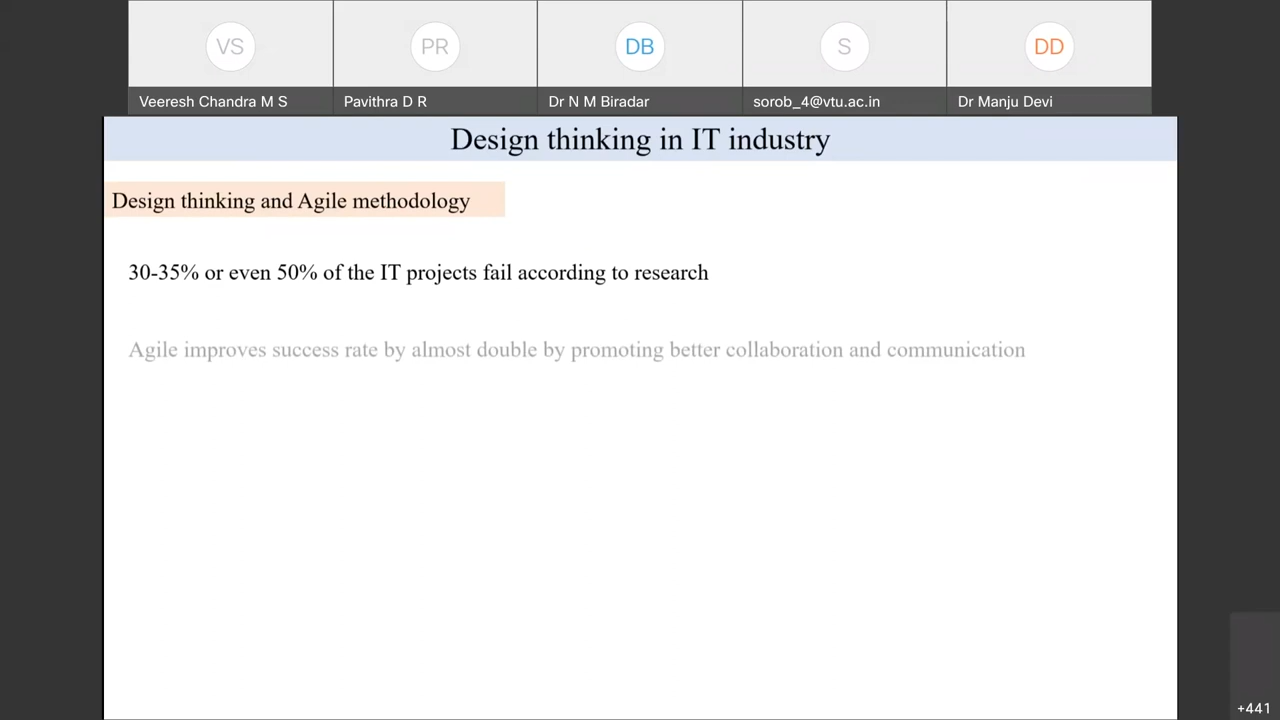 VS
PR
DB
S
DD
Veeresh Chandra M S
Pavithra D R
Dr N M Biradar
sorob_4@vtu.ac.in
Dr Manju Devi
Design thinking in IT industry
Design thinking and Agile methodology
30-35% or even 50% of the IT projects fail according to research
Agile improves success rate by almost double by promoting better collaboration and communication
+441